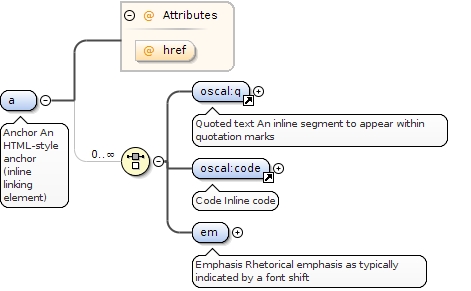 @ Attributes
@ href
a
Anchor An
HTML-style
anchor
(inline
linking
element)
0..∞
oscal:q
Quoted text An inline segment to appear within
quotation marks
oscal:code
Code Inline code
em
Emphasis Rhetorical emphasis as typically
indicated by a font shift